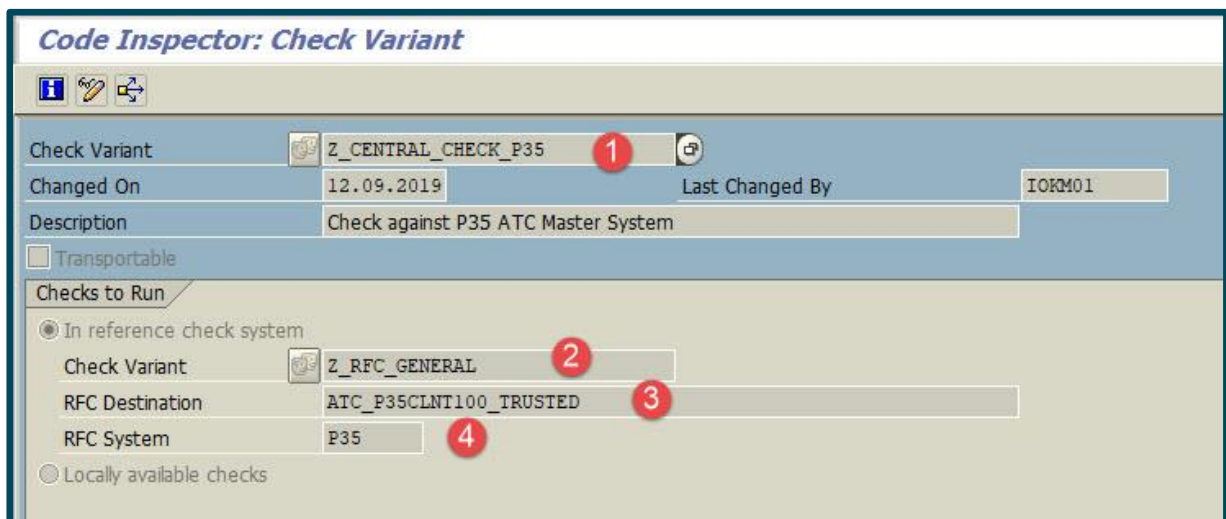 Code Inspector: Check Variant
Check Variant Z_CENTRAL_CHECK_P35 1
Changed On 12.09.2019 Last Changed By IOKM01
Description Check against P35 ATC Master System
Transportable
Checks to Run
In reference check system
Check Variant Z_RFC_GENERAL 2
RFC Destination ATC_P35CLNT100_TRUSTED 3
RFC System P35 4
Locally available checks